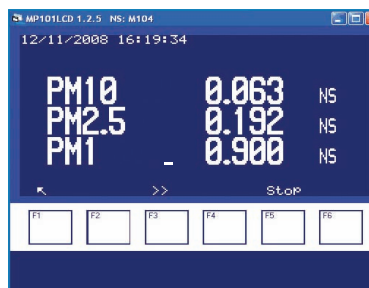 MP101LCD 1.2.5 NS: M104
12/11/2008 16:19:34
PM10 0.063 NS
PM2.5 0.192 NS
PM1 _ 0.900 NS
↖ >> Stop
F1 F2 F3 F4 F5 F6